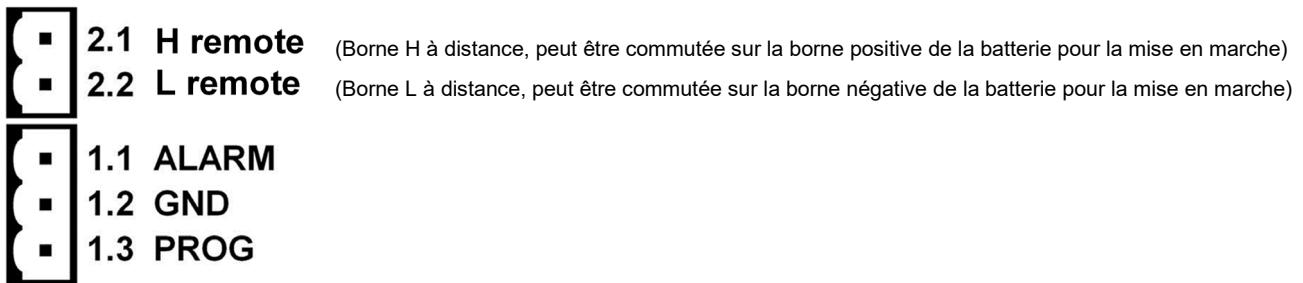 2.1 H remote (Borne H à distance, peut être commutée sur la borne positive de la batterie pour la mise en marche)
2.2 L remote (Borne L à distance, peut être commutée sur la borne négative de la batterie pour la mise en marche)
1.1 ALARM
1.2 GND
1.3 PROG